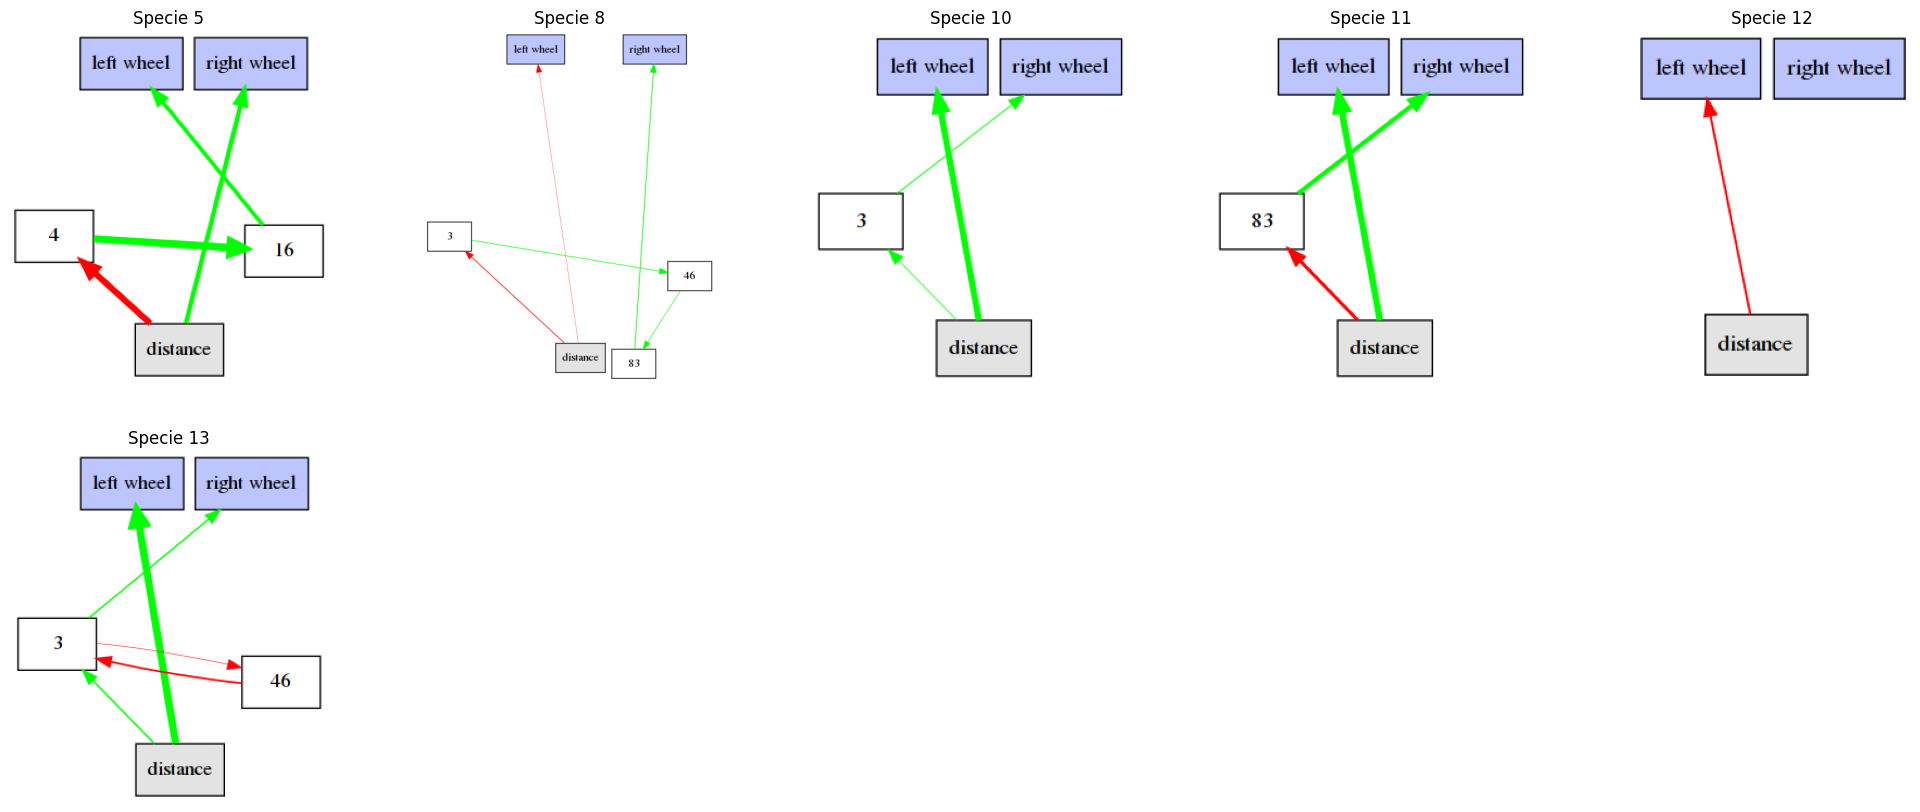 Specie 5
left wheel
right wheel
4
16
distance
Specie 8
left wheel
right wheel
3
46
distance
83
Specie 10
left wheel
right wheel
3
distance
Specie 11
left wheel
right wheel
83
distance
Specie 12
left wheel
right wheel
distance
Specie 13
left wheel
right wheel
3
46
distance